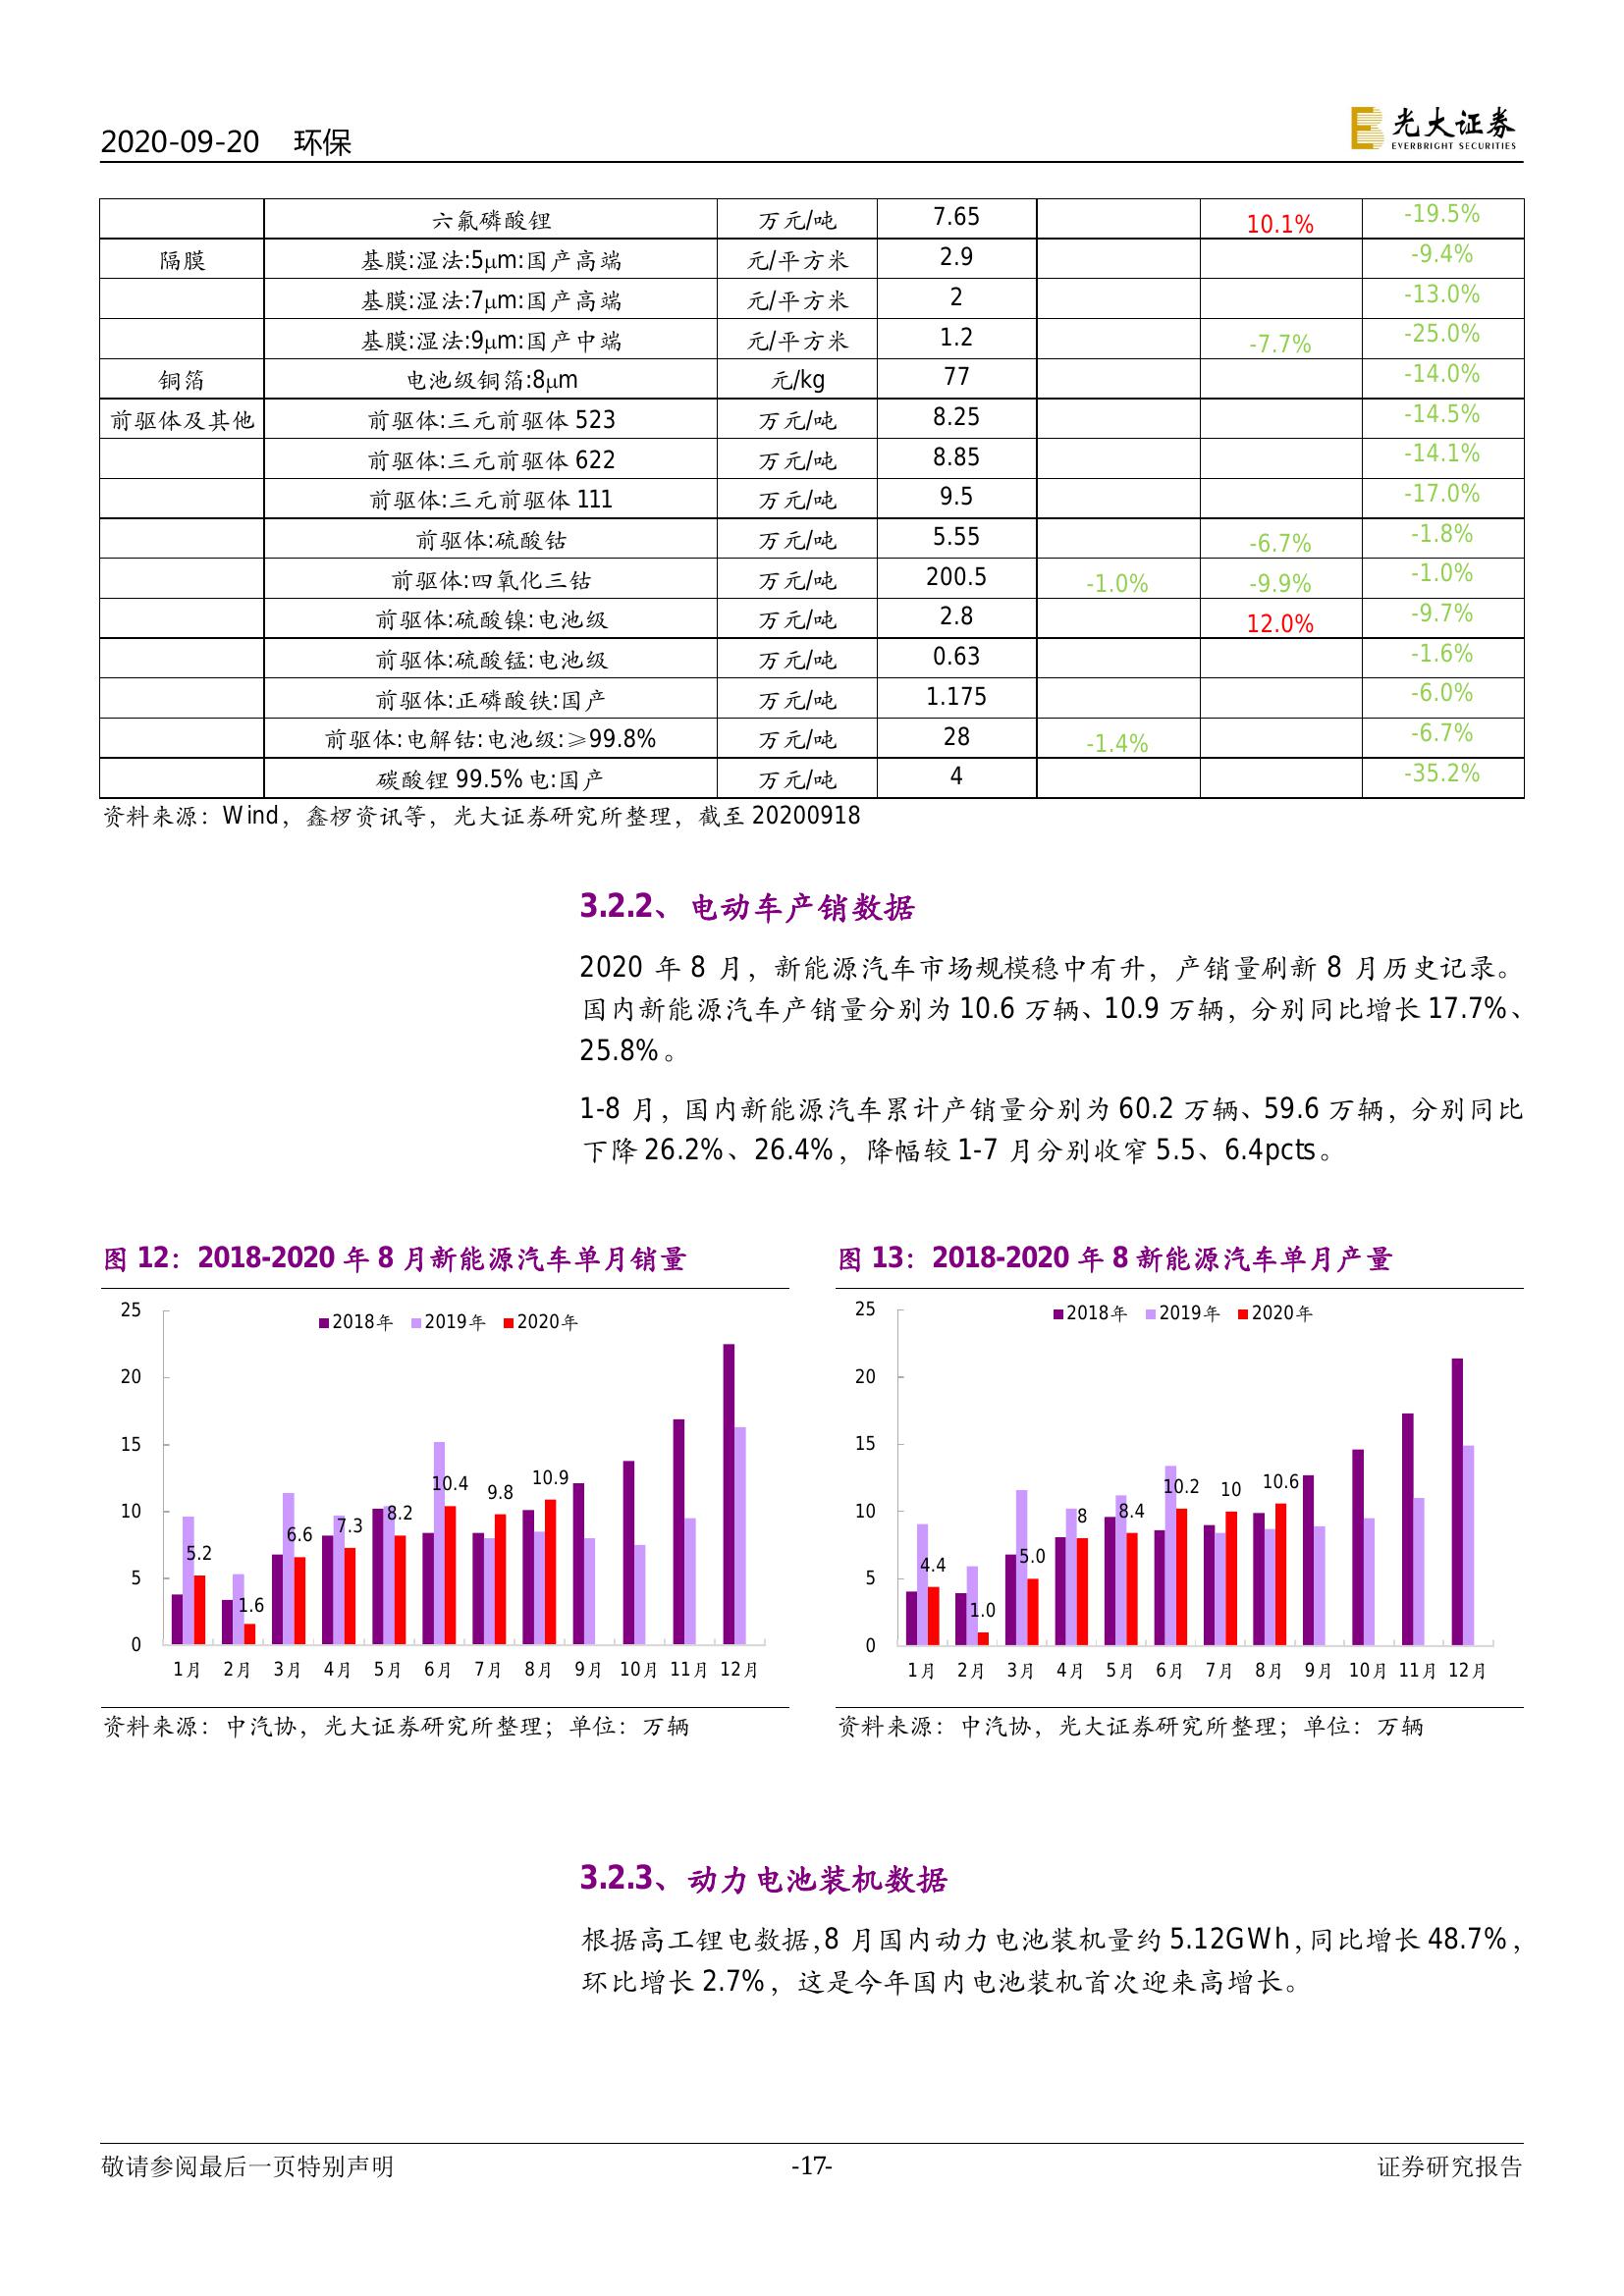 2020-09-20 环保
光大证券
EVERBRIGHT SECURITIES
六氟磷酸锂 万元/吨 7.65 10.1% -19.5%
隔膜 基膜:湿法:5μm:国产高端 元/平方米 2.9 -9.4%
基膜:湿法:7μm:国产高端 元/平方米 2 -13.0%
基膜:湿法:9μm:国产中端 元/平方米 1.2 -7.7% -25.0%
铜箔 电池级铜箔:8μm 元/kg 77 -14.0%
前驱体及其他 前驱体:三元前驱体 523 万元/吨 8.25 -14.5%
前驱体:三元前驱体 622 万元/吨 8.85 -14.1%
前驱体:三元前驱体 111 万元/吨 9.5 -17.0%
前驱体:硫酸钴 万元/吨 5.55 -6.7% -1.8%
前驱体:四氧化三钴 万元/吨 200.5 -1.0% -9.9% -1.0%
前驱体:硫酸镍:电池级 万元/吨 2.8 12.0% -9.7%
前驱体:硫酸锰:电池级 万元/吨 0.63 -1.6%
前驱体:正磷酸铁:国产 万元/吨 1.175 -6.0%
前驱体:电解钴:电池级:≥99.8% 万元/吨 28 -1.4% -6.7%
碳酸锂 99.5% 电:国产 万元/吨 4 -35.2%
资料来源：Wind，鑫椤资讯等，光大证券研究所整理，截至 20200918
3.2.2、电动车产销数据
2020 年 8 月，新能源汽车市场规模稳中有升，产销量刷新 8 月历史记录。
国内新能源汽车产销量分别为 10.6 万辆、10.9 万辆，分别同比增长 17.7%、
25.8%。
1-8 月，国内新能源汽车累计产销量分别为 60.2 万辆、59.6 万辆，分别同比
下降 26.2%、26.4%，降幅较 1-7 月分别收窄 5.5、6.4pcts。
图 12：2018-2020 年 8 月新能源汽车单月销量
25
20
15
10
5
0
2018年 2019年 2020年
5.2 1.6 6.6 7.3 8.2 10.4 9.8 10.9
1月 2月 3月 4月 5月 6月 7月 8月 9月 10月 11月 12月
资料来源：中汽协，光大证券研究所整理；单位：万辆
图 13：2018-2020 年 8 新能源汽车单月产量
25
20
15
10
5
0
2018年 2019年 2020年
4.4 1.0 5.0 8 8.4 10.2 10 10.6
1月 2月 3月 4月 5月 6月 7月 8月 9月 10月 11月 12月
资料来源：中汽协，光大证券研究所整理；单位：万辆
3.2.3、动力电池装机数据
根据高工锂电数据，8 月国内动力电池装机量约 5.12GWh，同比增长 48.7%，
环比增长 2.7%，这是今年国内电池装机首次迎来高增长。
敬请参阅最后一页特别声明 -17- 证券研究报告